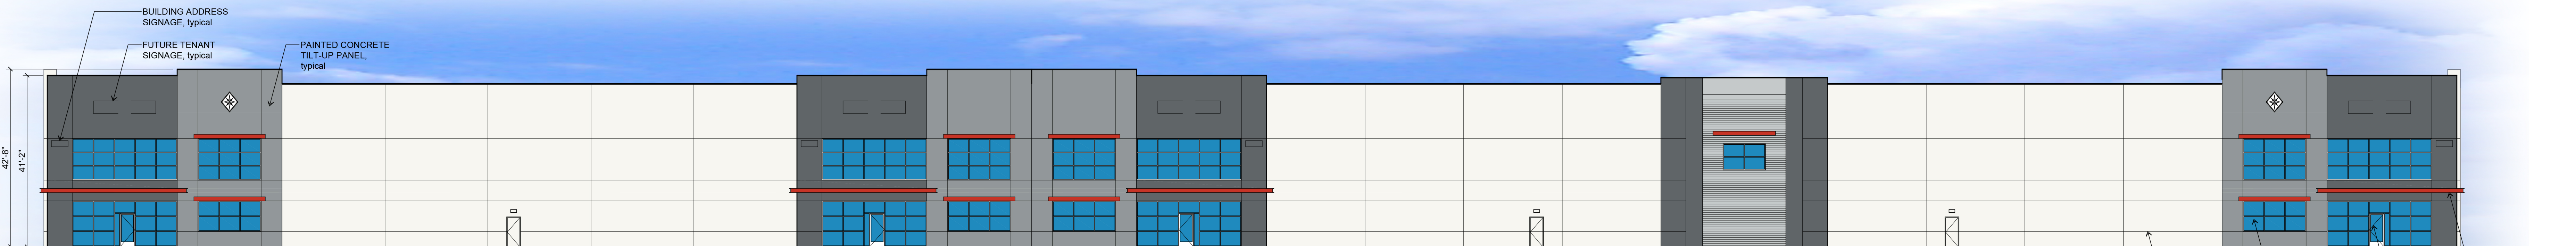 BUILDING ADDRESS
SIGNAGE, typical
FUTURE TENANT
SIGNAGE, typical
PAINTED CONCRETE
TILT-UP PANEL,
typical
42'-8"
41'-2"